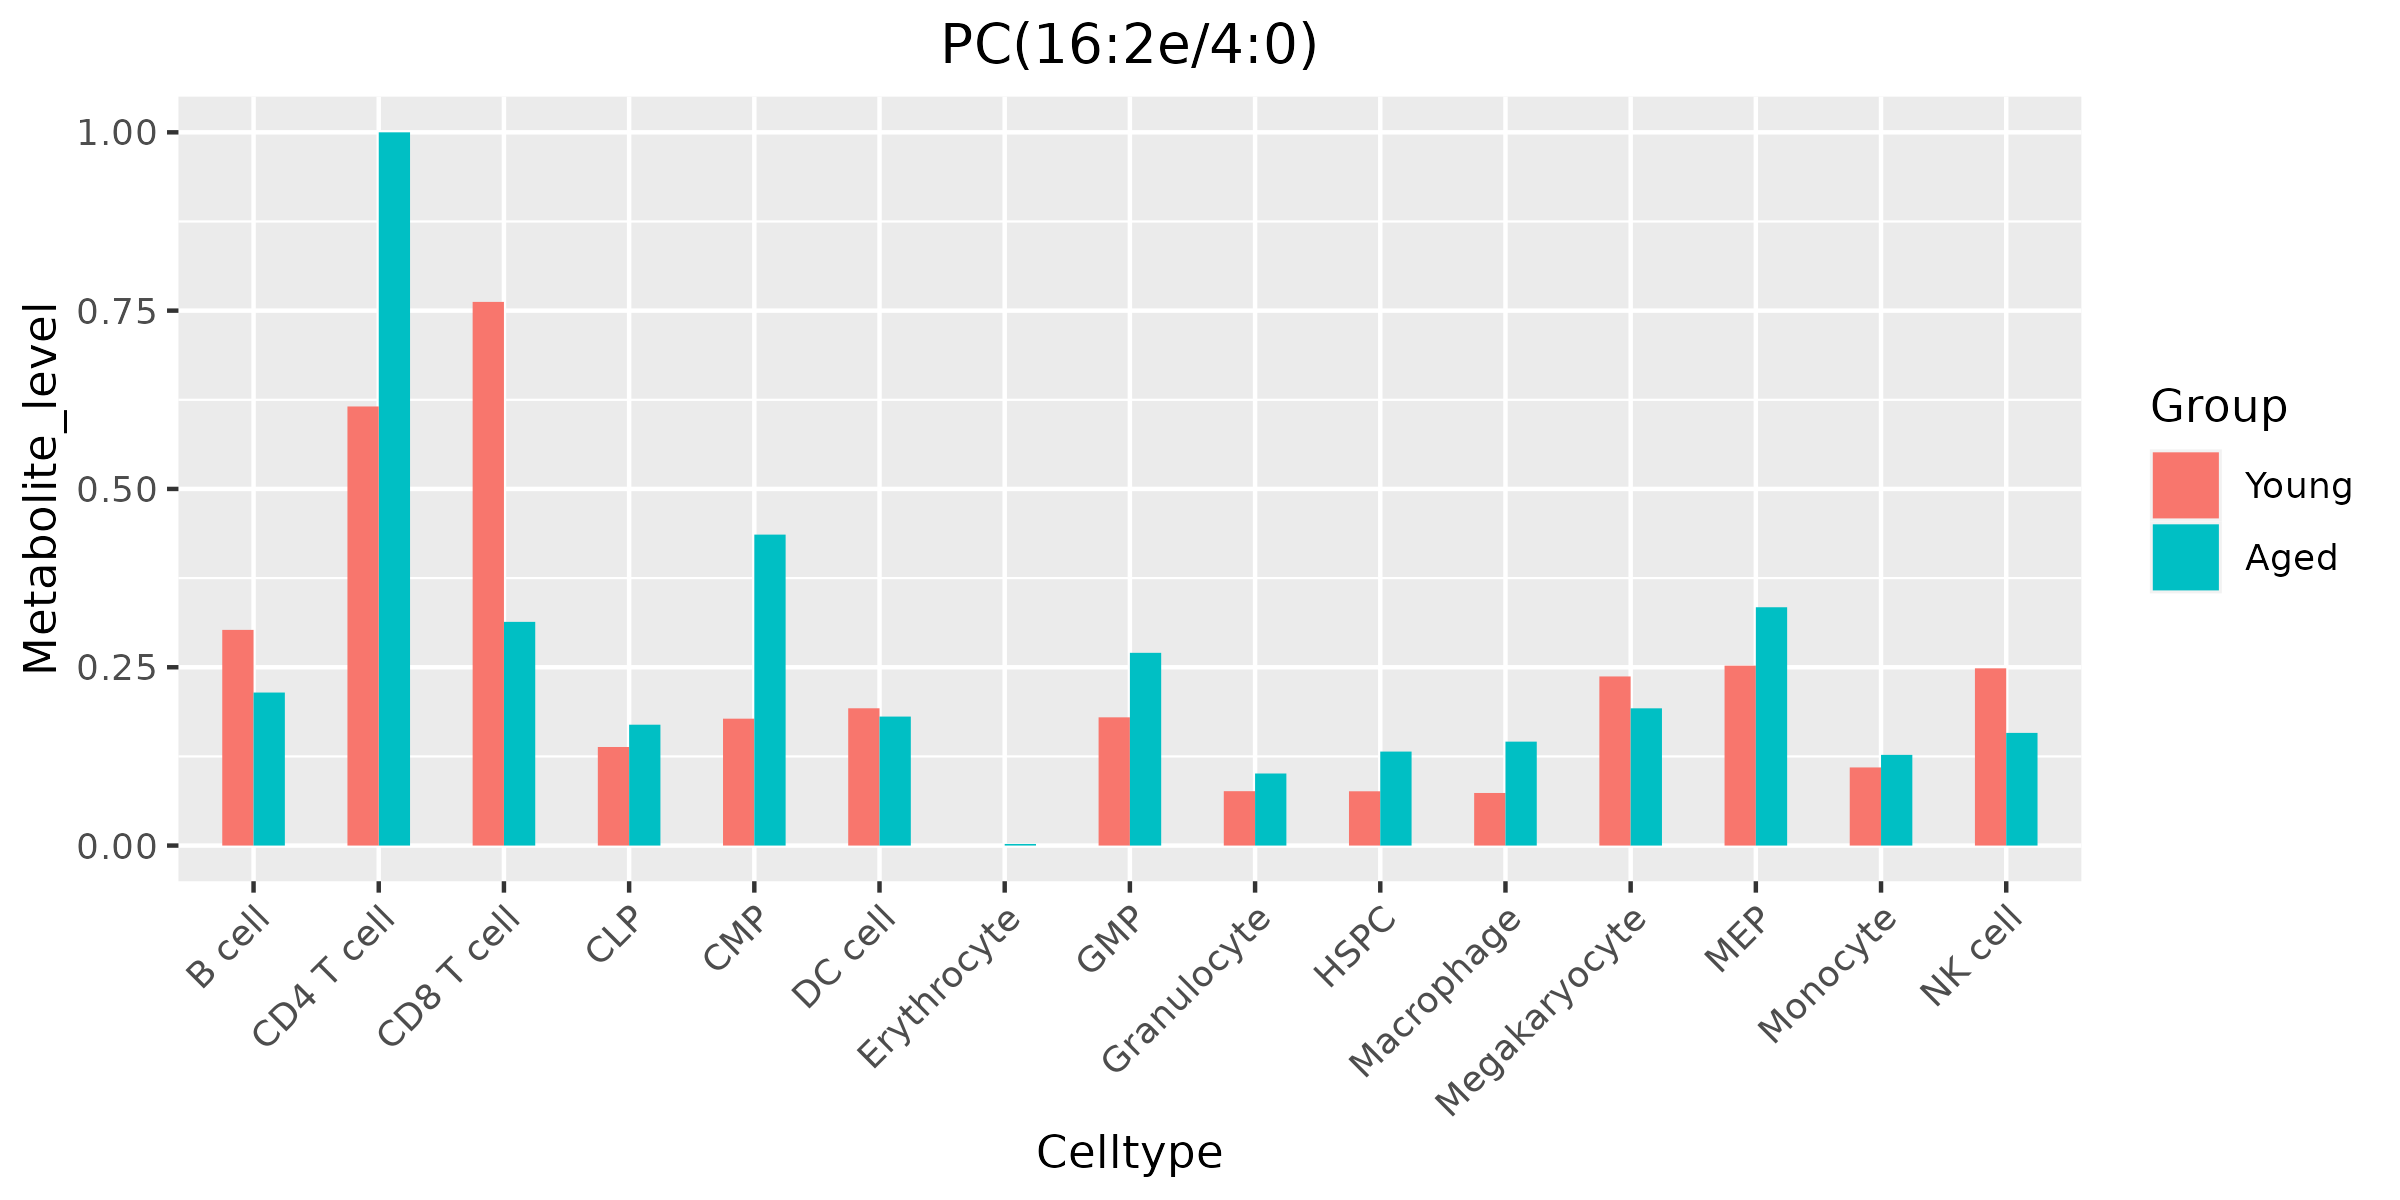 PC(16:2e/4:0)
Metabolite_level
1.00
0.75
0.50
0.25
0.00
B cell
CD4 T cell
CD8 T cell
CLP
CMP
DC cell
Erythrocyte
GMP
Granulocyte
HSPC
Macrophage
Megakaryocyte
MEP
Monocyte
NK cell
Celltype
Group
Young
Aged